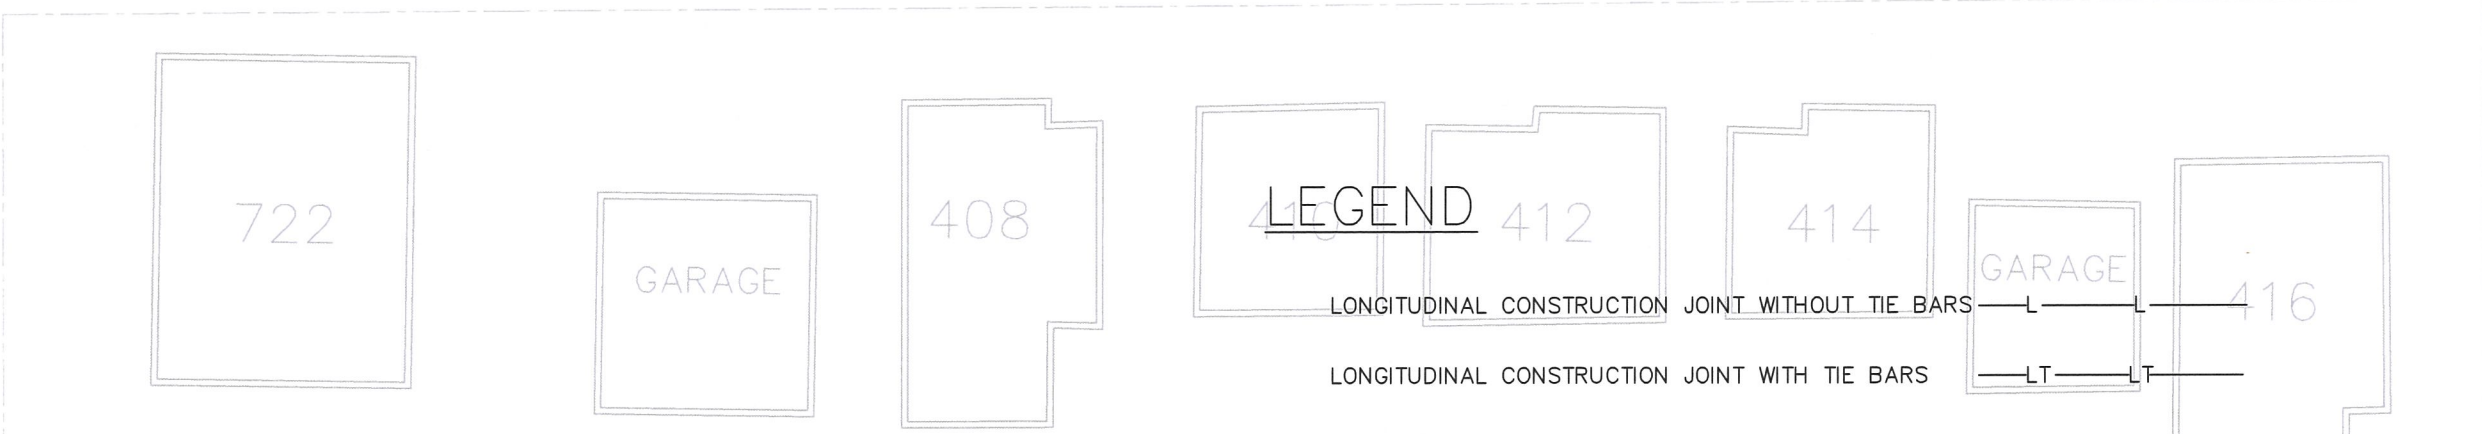 722
GARAGE
408
410
LEGEND
412
414
GARAGE
416
LONGITUDINAL CONSTRUCTION JOINT WITHOUT TIE BARS L L
LONGITUDINAL CONSTRUCTION JOINT WITH TIE BARS LT LT